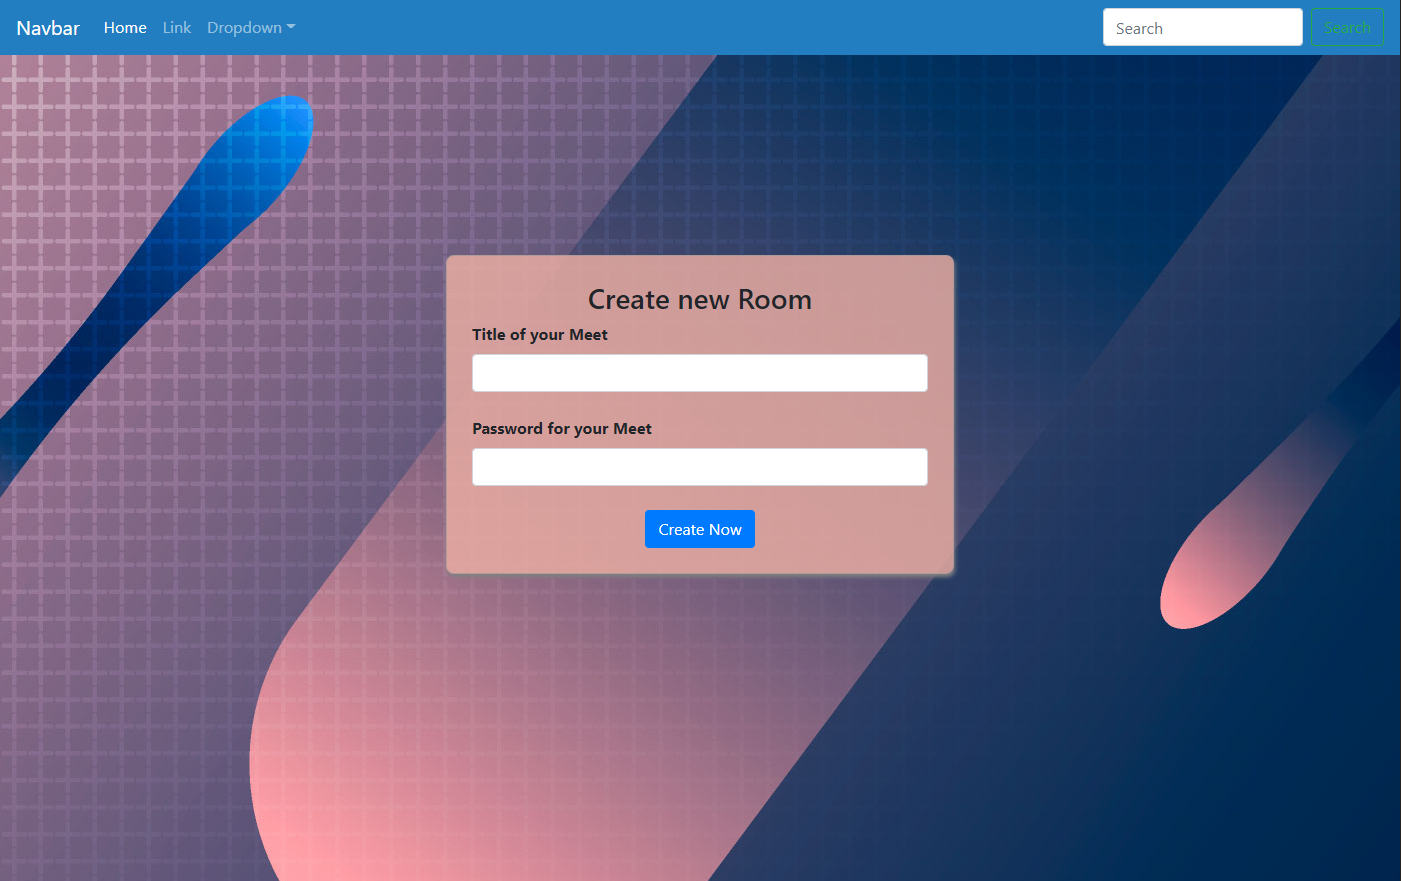 Navbar Home Link Dropdown Search Search
Create new Room
Title of your Meet
Password for your Meet
Create Now